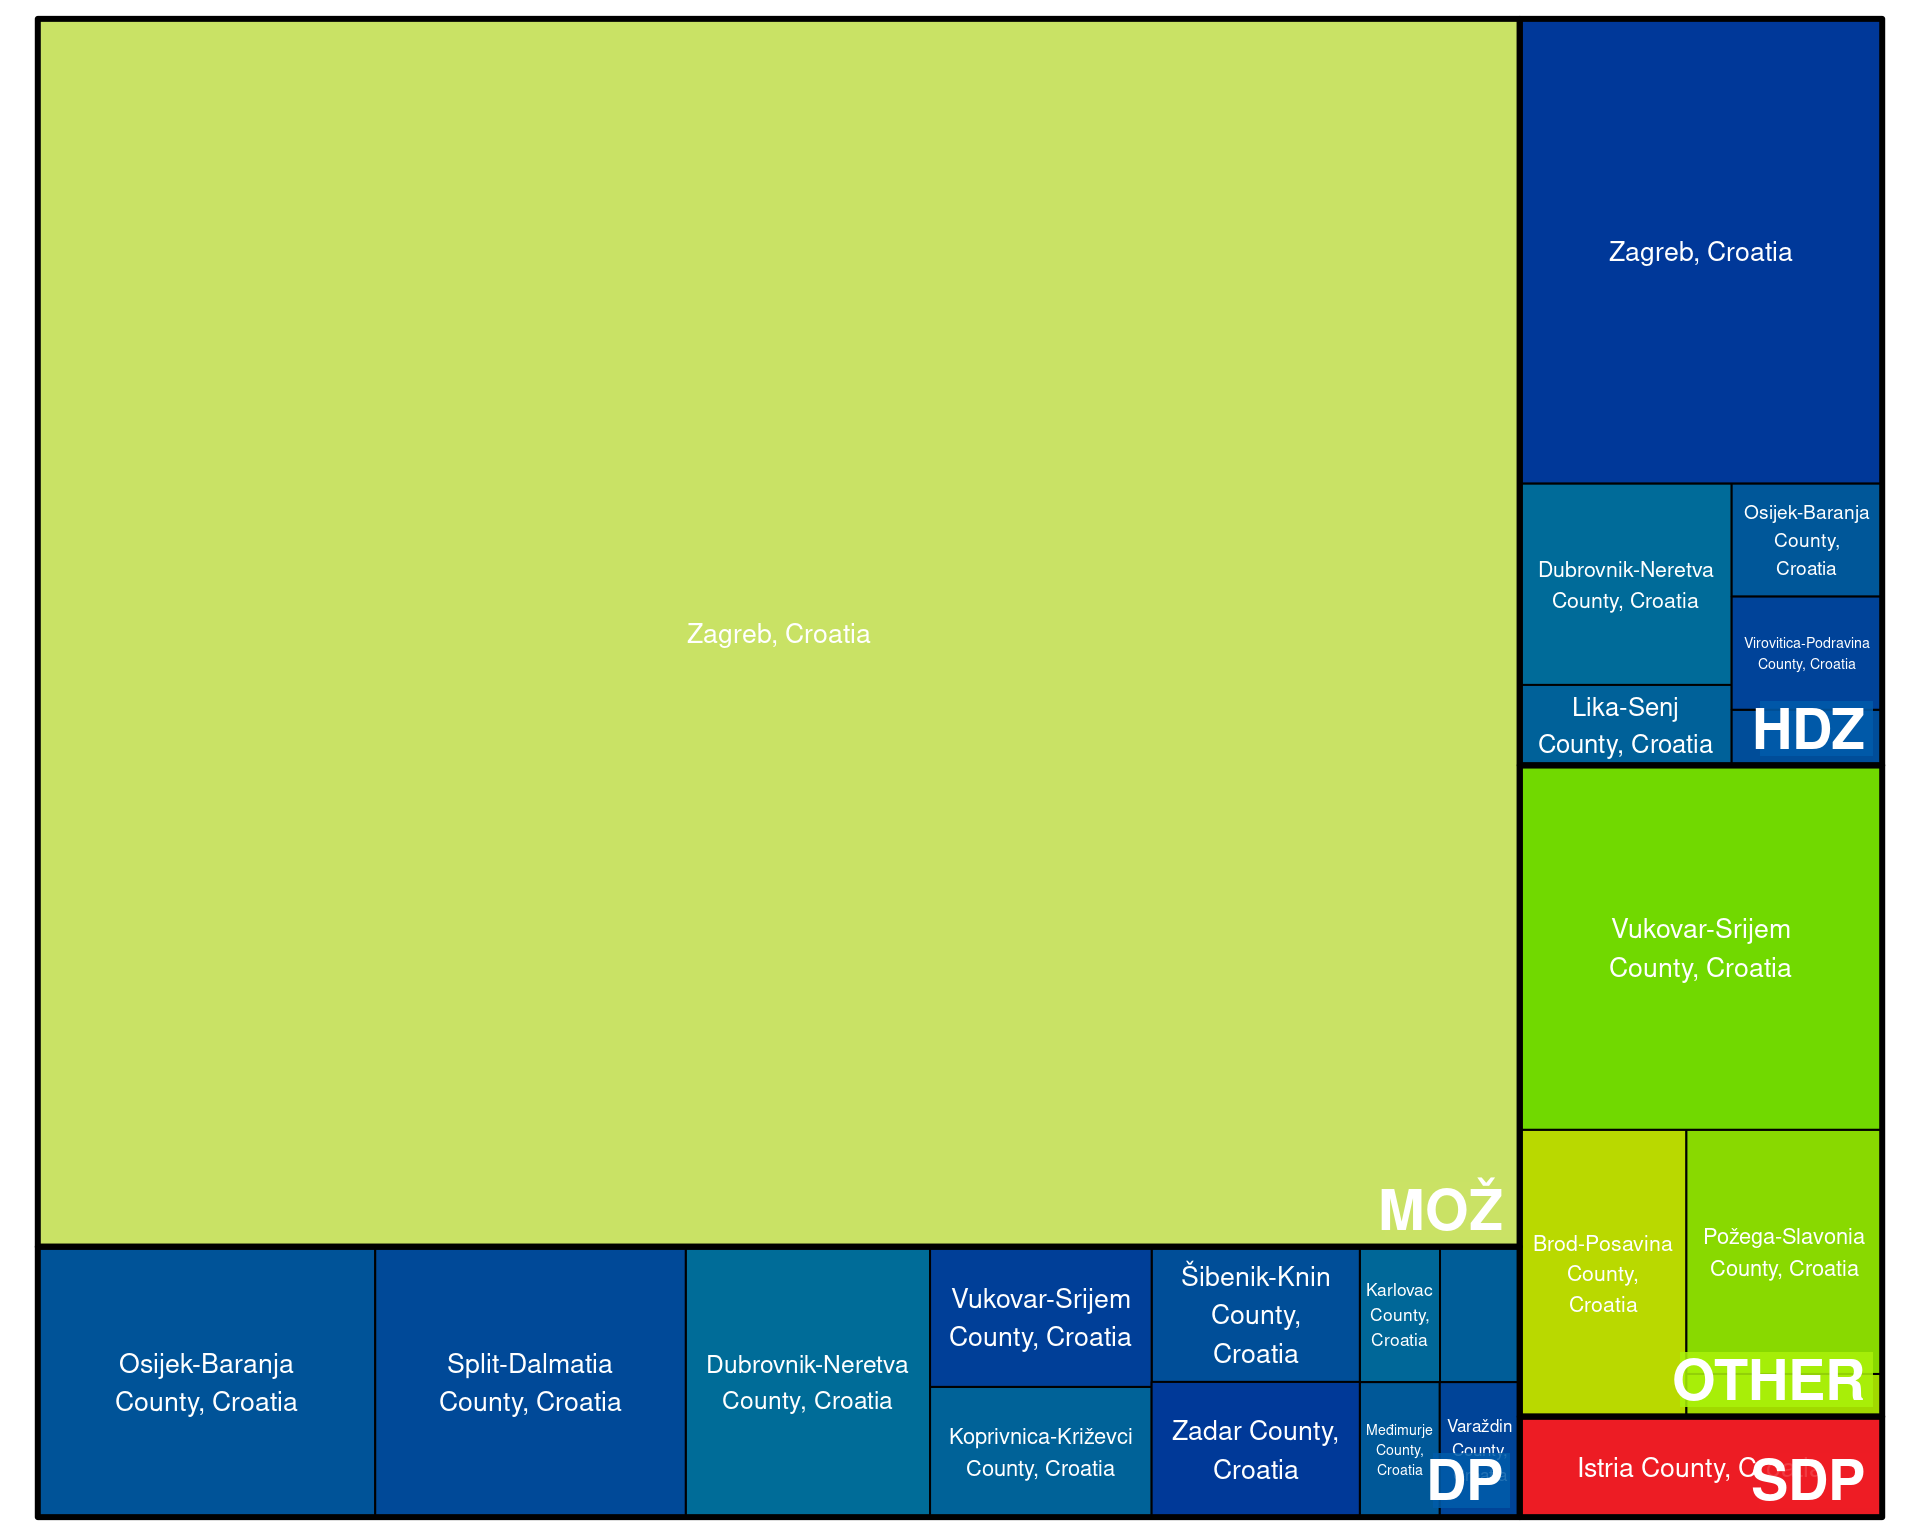 Zagreb, Croatia
MOŽ
Zagreb, Croatia
Dubrovnik-Neretva
County, Croatia
Osijek-Baranja
County,
Croatia
Virovitica-Podravina
County, Croatia
Lika-Senj
County, Croatia
HDZ
Vukovar-Srijem
County, Croatia
Brod-Posavina
County,
Croatia
Požega-Slavonia
County, Croatia
OTHER
Osijek-Baranja
County, Croatia
Split-Dalmatia
County, Croatia
Dubrovnik-Neretva
County, Croatia
Vukovar-Srijem
County, Croatia
Koprivnica-Križevci
County, Croatia
Šibenik-Knin
County,
Croatia
Zadar County,
Croatia
Karlovac
County,
Croatia
Međimurje
County,
Croatia
Varaždin
County,
DP
Istria County,
SDP